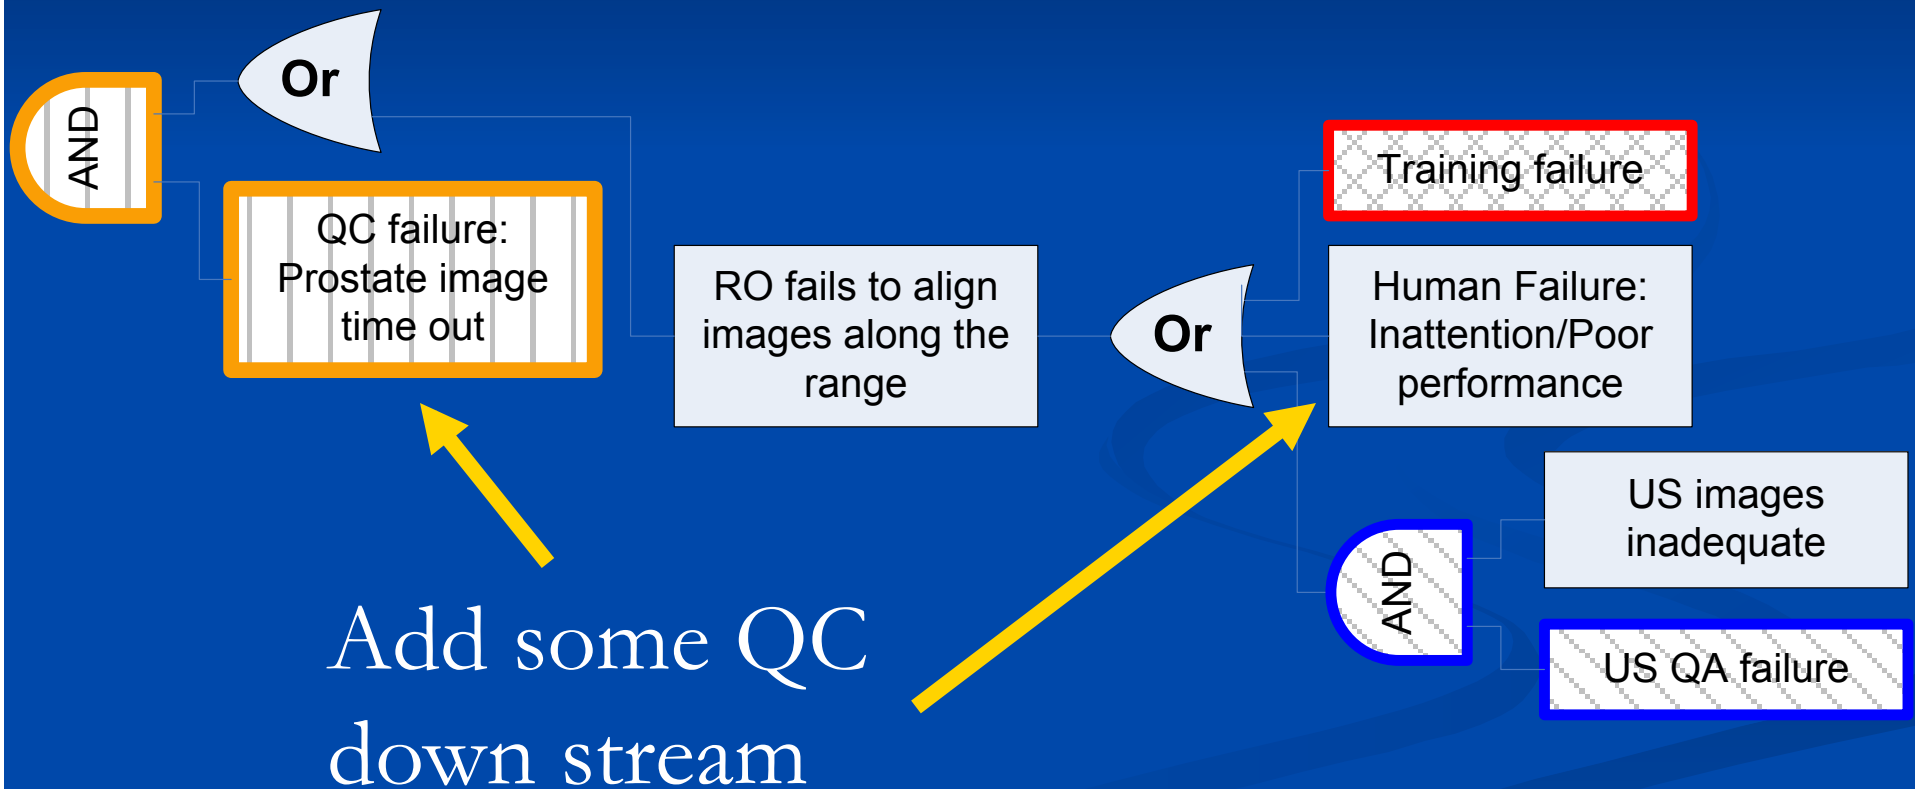 Or
AND
QC failure:
Prostate image
time out
RO fails to align
images along the
range
Or
Training failure
Human Failure:
Inattention/Poor
performance
AND
US images
inadequate
US QA failure
Add some QC
down stream